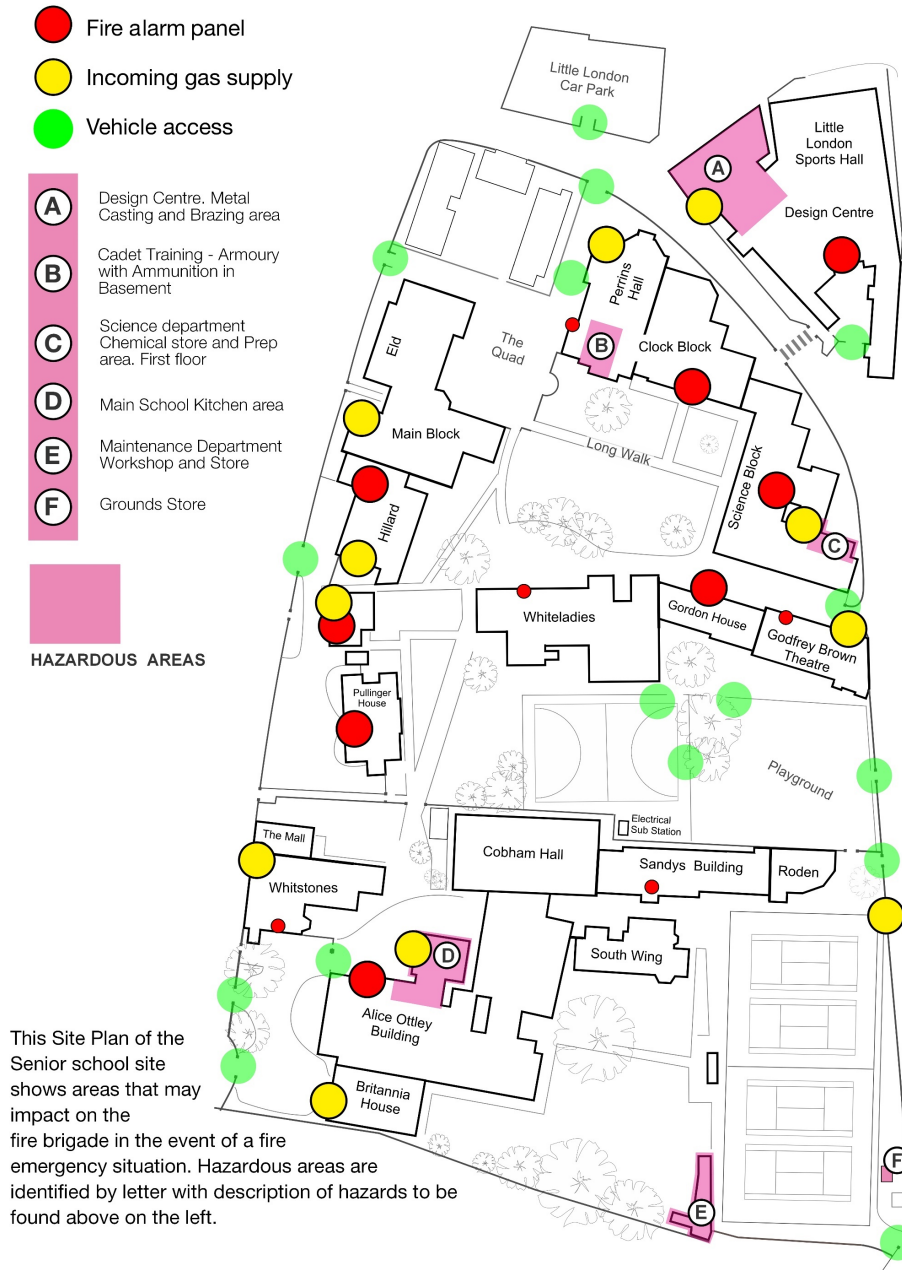 Fire alarm panel
Incoming gas supply
Vehicle access
A
Design Centre. Metal
Casting and Brazing area
B
Cadet Training - Armoury
with Ammunition in
Basement
C
Science department
Chemical store and Prep
area. First floor
D
Main School Kitchen area
E
Maintenance Department
Workshop and Store
F
Grounds Store
HAZARDOUS AREAS
Little London
Car Park
Little
London
Sports Hall
A
Design Centre
Perrins
Hall
Eld
The
Quad
B
Clock Block
Main Block
Long Walk
Science Block
Hillard
C
Whiteladies
Gordon House
Godfrey Brown
Theatre
Pullinger
House
Playground
Electrical
Sub Station
The Mall
Cobham Hall
Sandys Building
Roden
Whitstones
South Wing
D
Alice Ottley
Building
Britannia
House
E
F
This Site Plan of the
Senior school site
shows areas that may
impact on the
fire brigade in the event of a fire
emergency situation. Hazardous areas are
identified by letter with description of hazards to be
found above on the left.